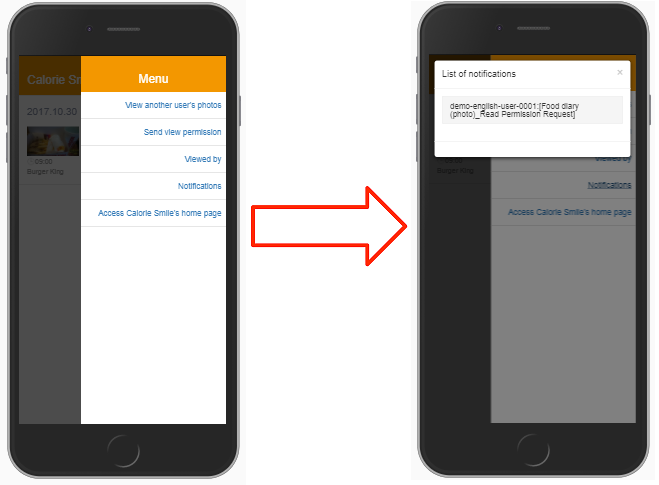 Calorie Sm
Menu
2017.10.30
View another user's photos
Send view permission
Viewed by
09:00
Burger King
Notifications
Access Calorie Smile's home page
List of notifications
×
demo-english-user-0001:[Food diary
(photo)_Read Permission Request]
Viewed by
09:00
Burger King
Notifications
Access Calorie Smile's home page